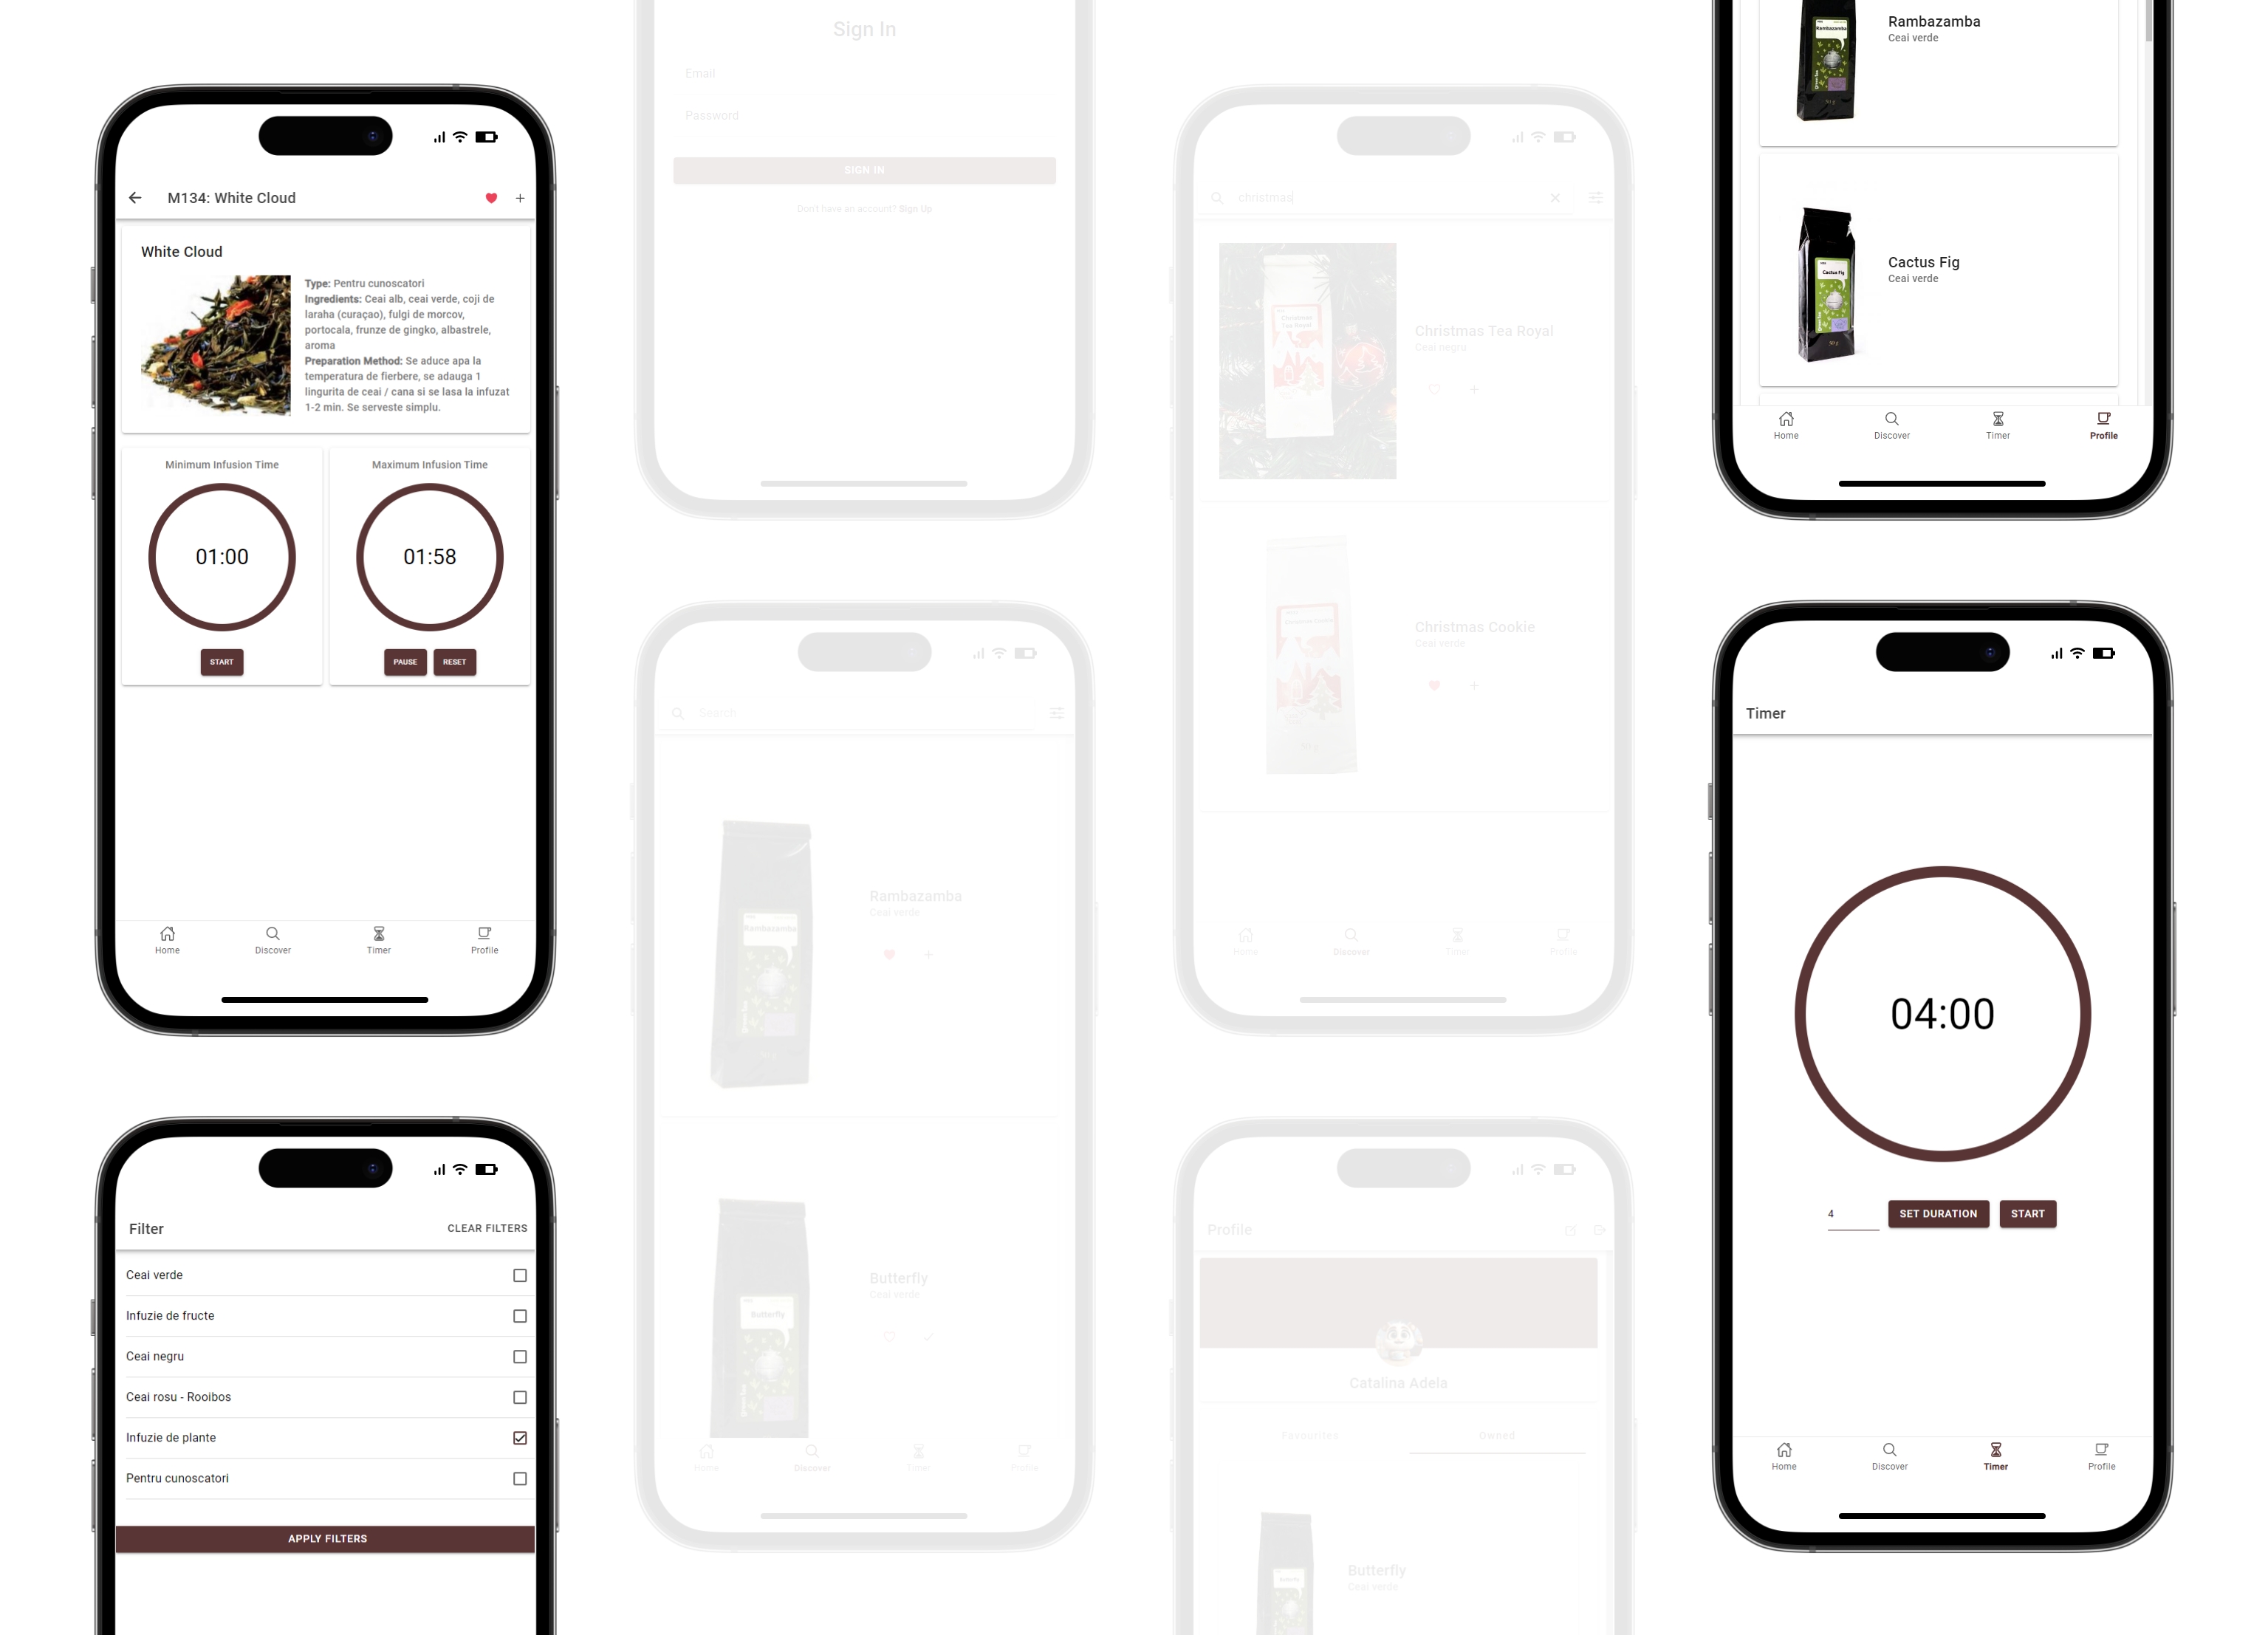 M134: White Cloud
White Cloud
Type: Pentru cunoscatori
Ingredients: Ceai alb, ceai verde, coji de
laraha (curaçao), fulgi de morcov,
portocala, frunze de gingko, albastrele,
aroma
Preparation Method: Se aduce apa la
temperatura de fierbere, se adauga 1
lingurita de ceai / cana si se lasa la infuzat
1-2 min. Se serveste simplu.
Minimum Infusion Time
01:00
START
Maximum Infusion Time
01:58
PAUSE RESET
Home Discover Timer Profile
Filter CLEAR FILTERS
Ceai verde
Infuzie de fructe
Ceai negru
Ceai rosu - Rooibos
Infuzie de plante
Pentru cunoscatori
APPLY FILTERS
Sign In
Email
Password
SIGN IN
Don't have an account? Sign Up
Search
Rambazamba
Rambazamba
Ceai verde
Butterfly
Butterfly
Ceai verde
Home Discover Timer Profile
christmas
Christmas
Tea Royal
Christmas Tea Royal
Ceai negru
Christmas Cookie
Ceai verde
Home Discover Timer Profile
Profile
Catalina Adela
Favourites Owned
Butterfly
Ceai verde
Rambazamba
Rambazamba
Ceai verde
Cactus Fig
Cactus Fig
Ceai verde
Home Discover Timer Profile
Timer
04:00
4 SET DURATION START
Home Discover Timer Profile